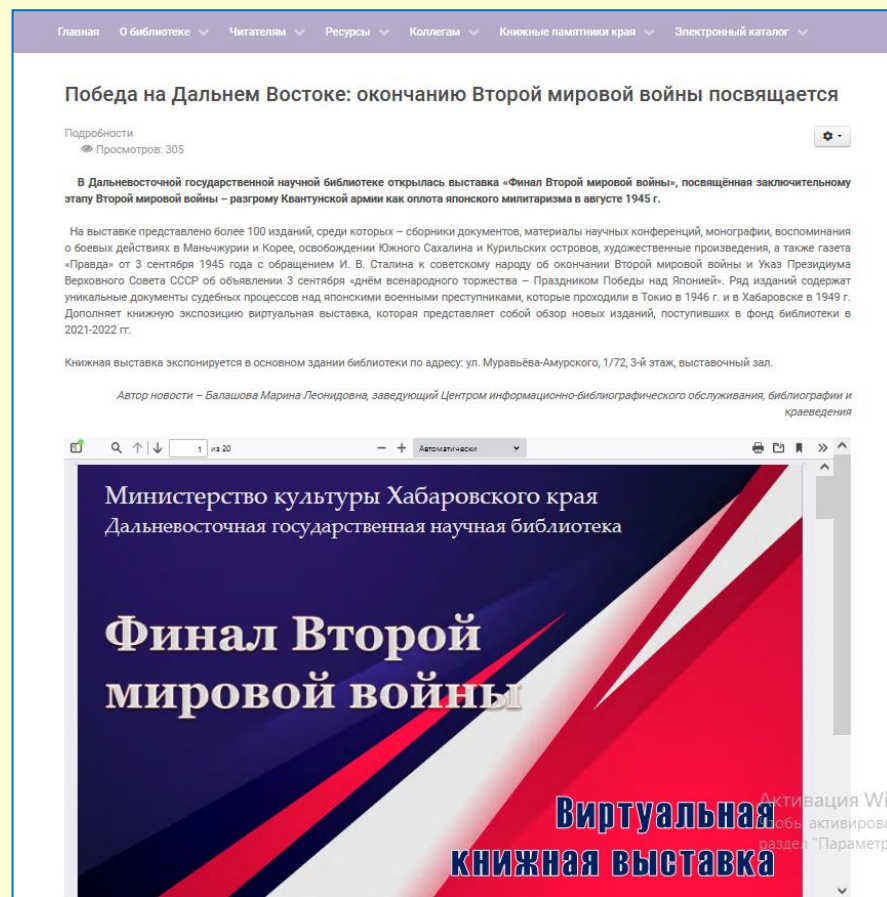 Главная О библиотеке Читателям Ресурсы Коллегам Книжные памятники края Электронный каталог
Победа на Дальнем Востоке: окончанию Второй мировой войны посвящается
Подробности
Просмотров: 305
В Дальневосточной государственной научной библиотеке открылась выставка «Финал Второй мировой войны», посвящённая заключительному
этапу Второй мировой войны – разгрому Квантунской армии как оплота японского милитаризма в августе 1945 г.
На выставке представлено более 100 изданий, среди которых – сборники документов, материалы научных конференций, монографии, воспоминания
о боевых действиях в Маньчжурии и Корее, освобождении Южного Сахалина и Курильских островов, художественные произведения, а также газета
«Правда» от 3 сентября 1945 года с обращением И. В. Сталина к советскому народу об окончании Второй мировой войны и Указ Президиума
Верховного Совета СССР об объявлении 3 сентября «днём всенародного торжества – Праздником Победы над Японией». Ряд изданий содержат
уникальные документы судебных процессов над японскими военными преступниками, которые проходили в Токио в 1946 г. и в Хабаровске в 1949 г.
Дополняет книжную экспозицию виртуальная выставка, которая представляет собой обзор новых изданий, поступивших в фонд библиотеки в
2021-2022 гг.
Книжная выставка экспонируется в основном здании библиотеки по адресу: ул. Муравьёва-Амурского, 1/72, 3-й этаж, выставочный зал.
Автор новости – Балашова Марина Леонидовна, заведующий Центром информационно-библиографического обслуживания, библиографии и
краеведения
1 из 20 Автоматически
Министерство культуры Хабаровского края
Дальневосточная государственная научная библиотека
Финал Второй
мировой войны
Виртуальная
книжная выставка
Активация Wi
Чтобы активирова
раздел "Параметр